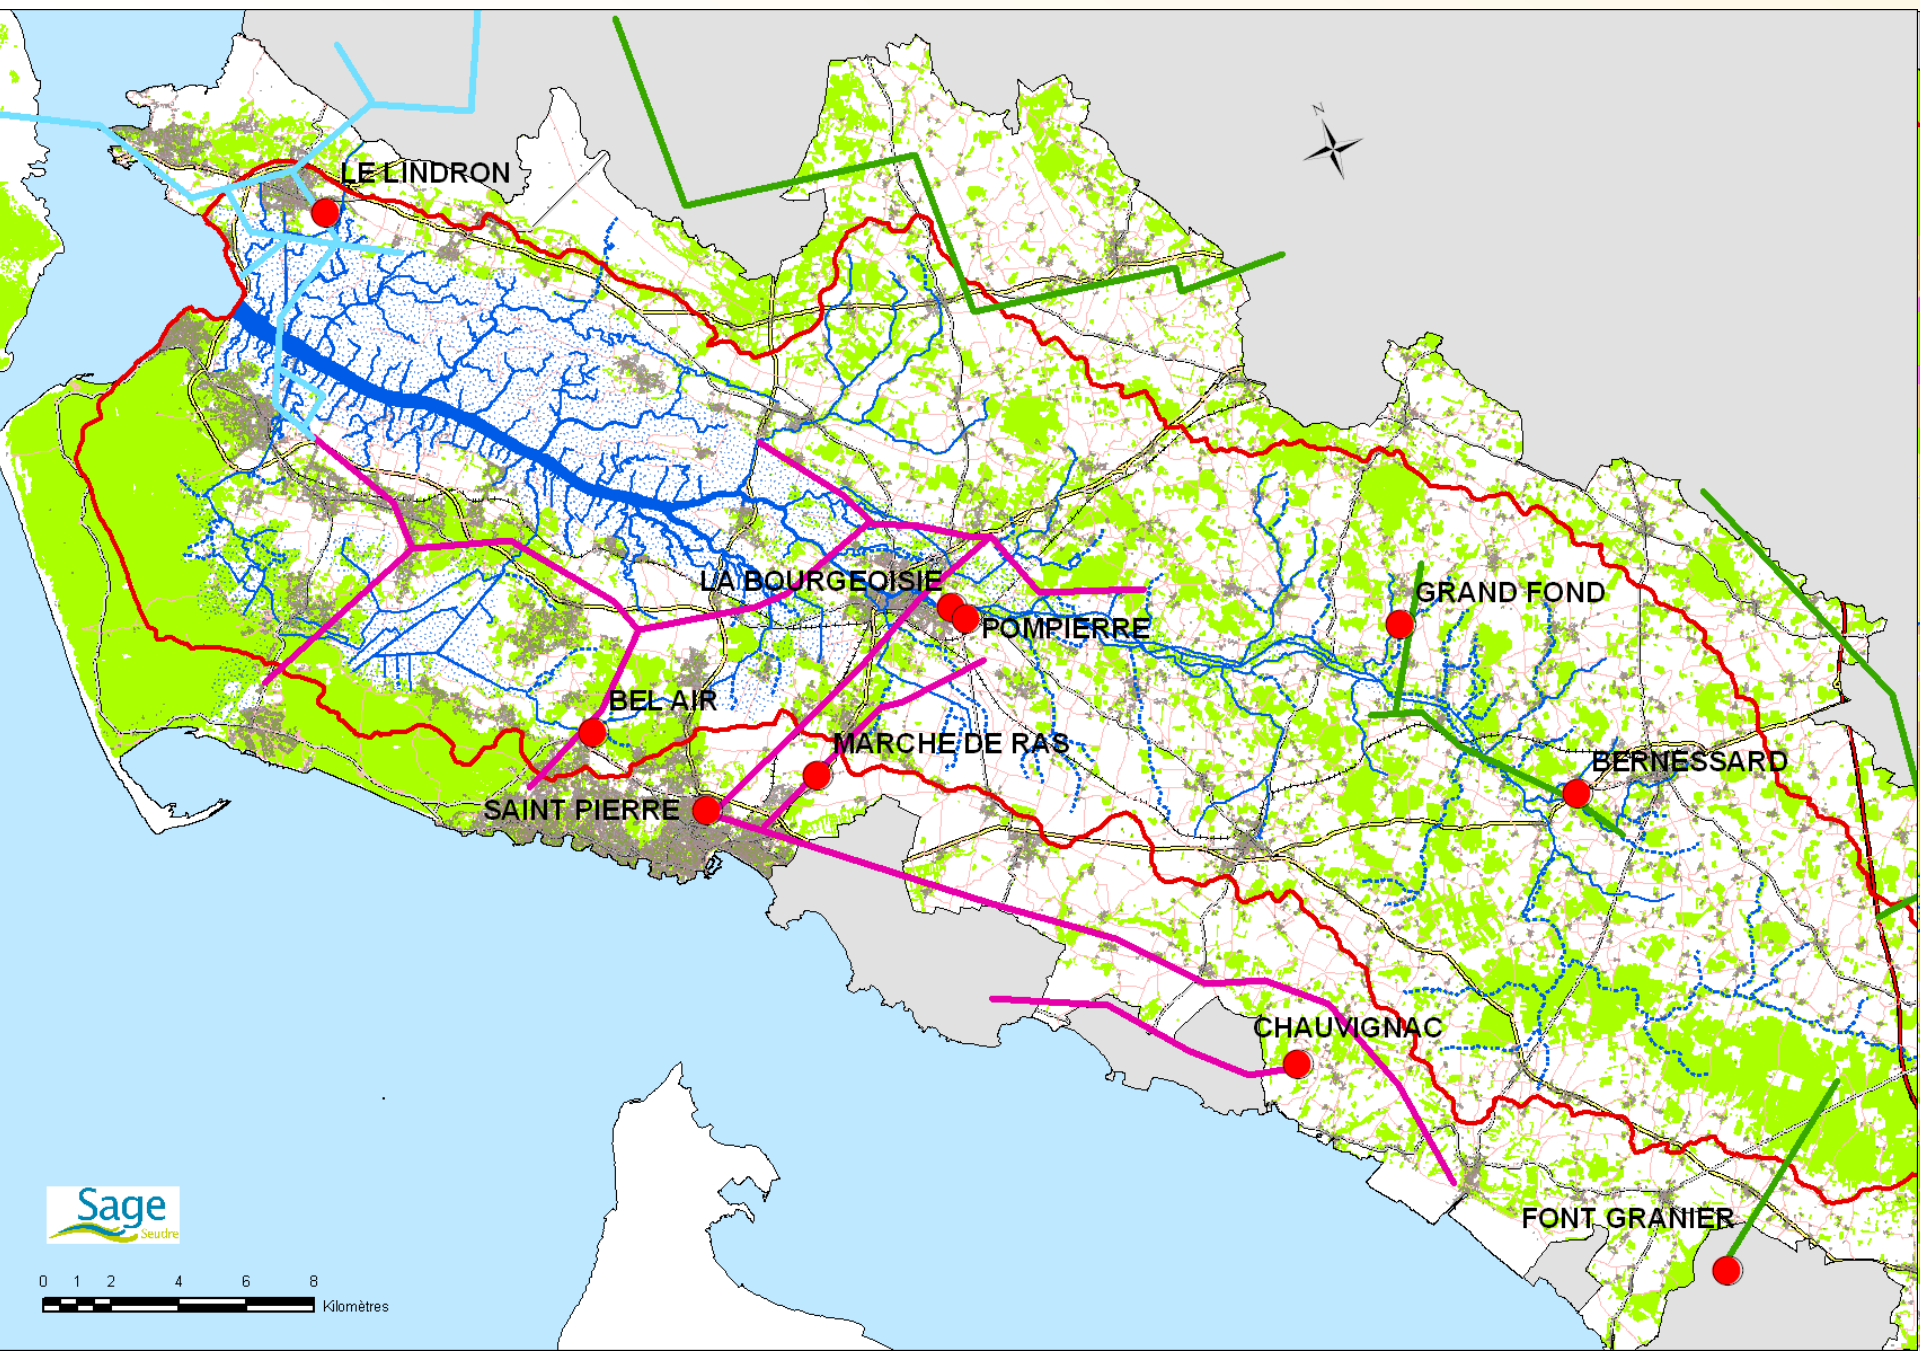 N
LE LINDRON
LA BOURGEOISIE
GRAND FOND
POMPIERRE
BEL AIR
MARCHE DE RAS
BERNESSARD
SAINT PIERRE
CHAUVIGNAC
FONT GRANIER
Sage
Seudre
0 1 2 4 6 8
Kilomètres